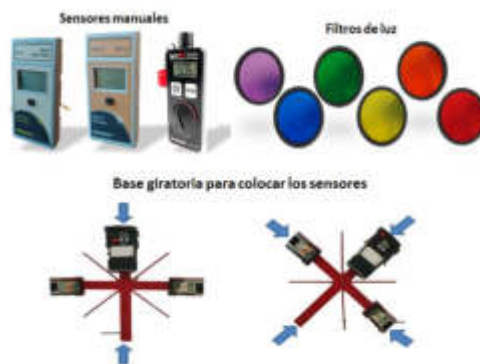 Sensores manuales
Filtros de luz
Base giratoria para colocar los sensores